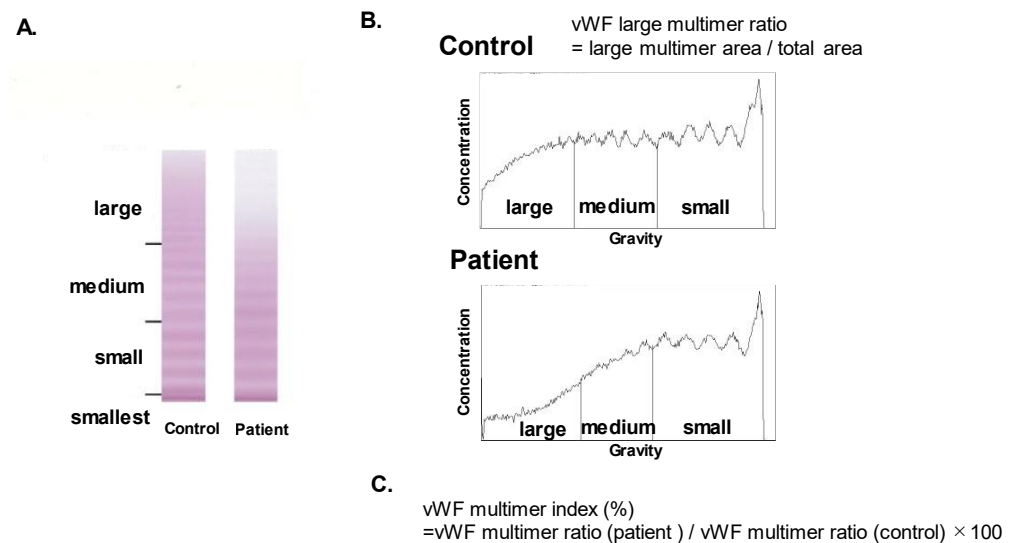 A.
large
medium
small
smallest
Control Patient
B.
vWF large multimer ratio
= large multimer area / total area
Control
Concentration
large medium small
Gravity
Patient
Concentration
large medium small
Gravity
C.
vWF multimer index (%)
=vWF multimer ratio (patient ) / vWF multimer ratio (control) ×100